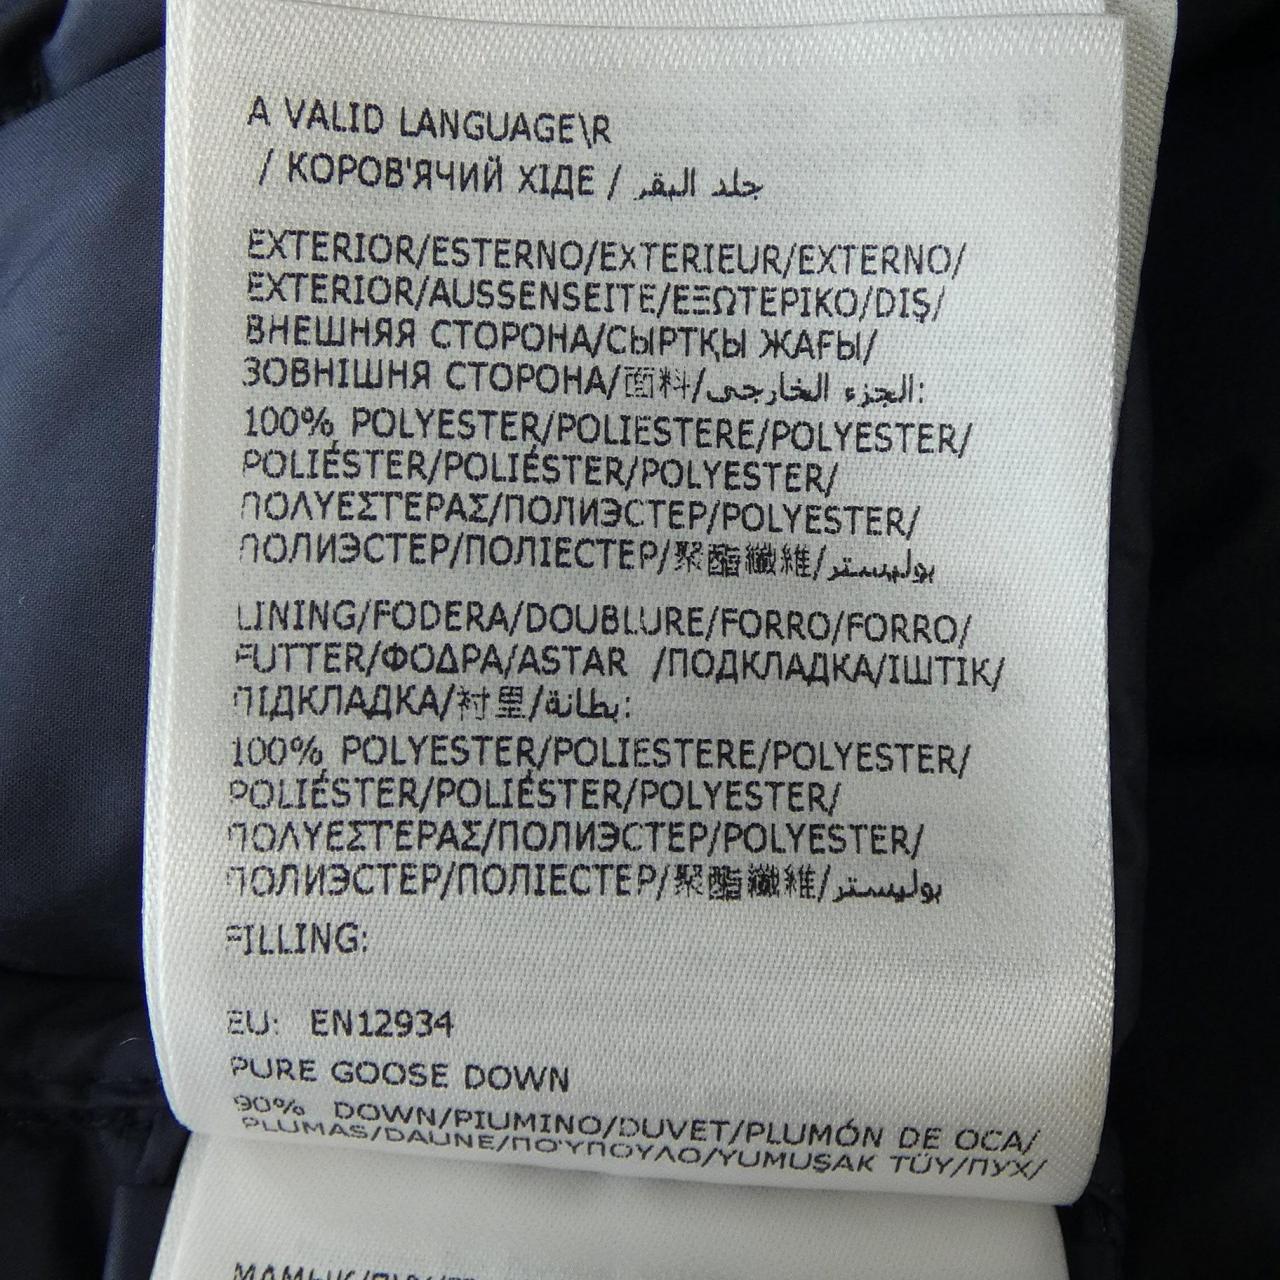 A VALID LANGUAGE\R
/ КОРОВ'ЯЧИЙ ХІДЕ / جلد البقر
EXTERIOR/ESTERNO/EXTERIEUR/EXTERNO/
EXTERIOR/AUSSENSEITE/ΕΞΩΤΕΡΙΚΟ/DIŞ/
ВНЕШНЯЯ СТОРОНА/СЫРТҚЫ ЖАҒЫ/
ЗОВНІШНЯ СТОРОНА/面料/الجزء الخارجي:
100% POLYESTER/POLIESTERE/POLYESTER/
POLIÉSTER/POLIÉSTER/POLYESTER/
ΠΟΛΥΕΣΤΕΡΑΣ/ПОЛИЭСТЕР/POLYESTER/
ПОЛИЭСТЕР/ПОЛІЕСТЕР/聚酯纖維/بوليستر
LINING/FODERA/DOUBLURE/FORRO/FORRO/
FUTTER/ΦΟΔΡΑ/ASTAR /ПОДКЛАДКА/ІШТІК/
ПІДКЛАДКА/衬里/بطانة:
100% POLYESTER/POLIESTERE/POLYESTER/
POLIÉSTER/POLIÉSTER/POLYESTER/
ΠΟΛΥΕΣΤΕΡΑΣ/ПОЛИЭСТЕР/POLYESTER/
ПОЛИЭСТЕР/ПОЛІЕСТЕР/聚酯纖維/بوليستر
FILLING:
EU: EN12934
PURE GOOSE DOWN
90% DOWN/PIUMINO/DUVET/PLUMÓN DE OCA/
PLUMAS/DAUNE/ΠΟΎΠΟΥΛΟ/YUMUŞAK TÜY/ПУХ/